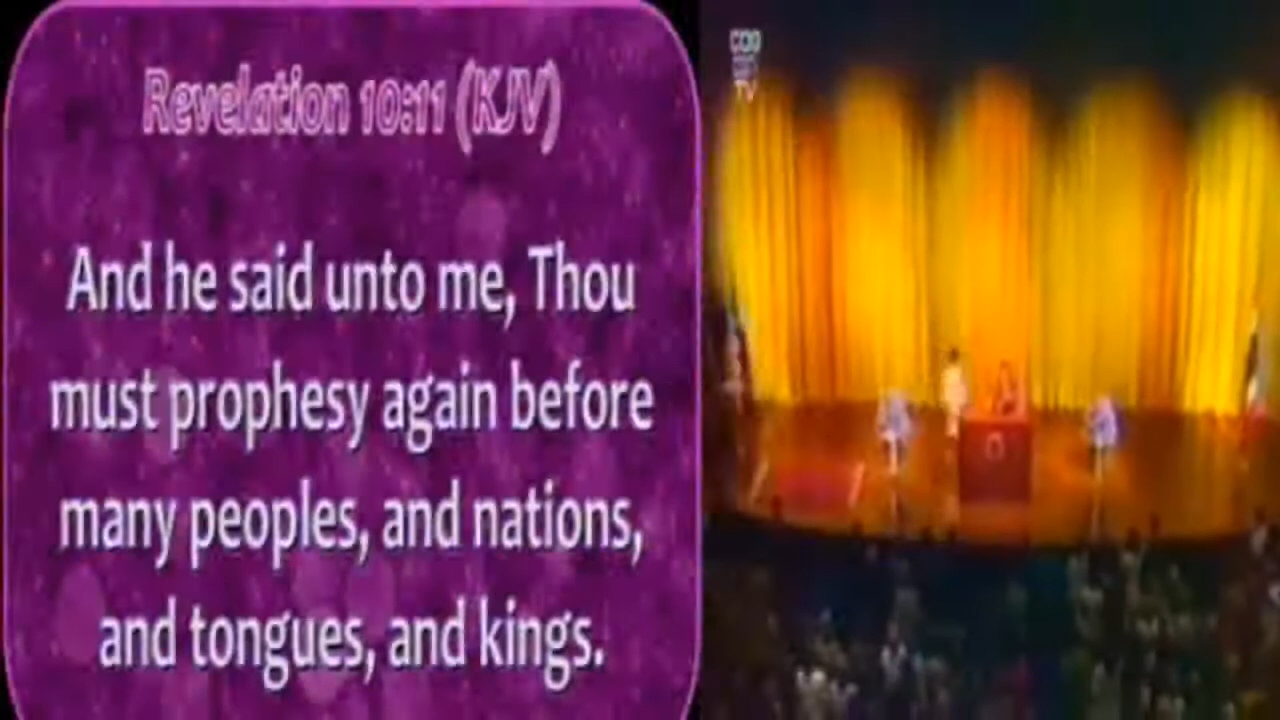 Revelation 10:11 (KJV)
And he said unto me, Thou
must prophesy again before
many peoples, and nations,
and tongues, and kings.